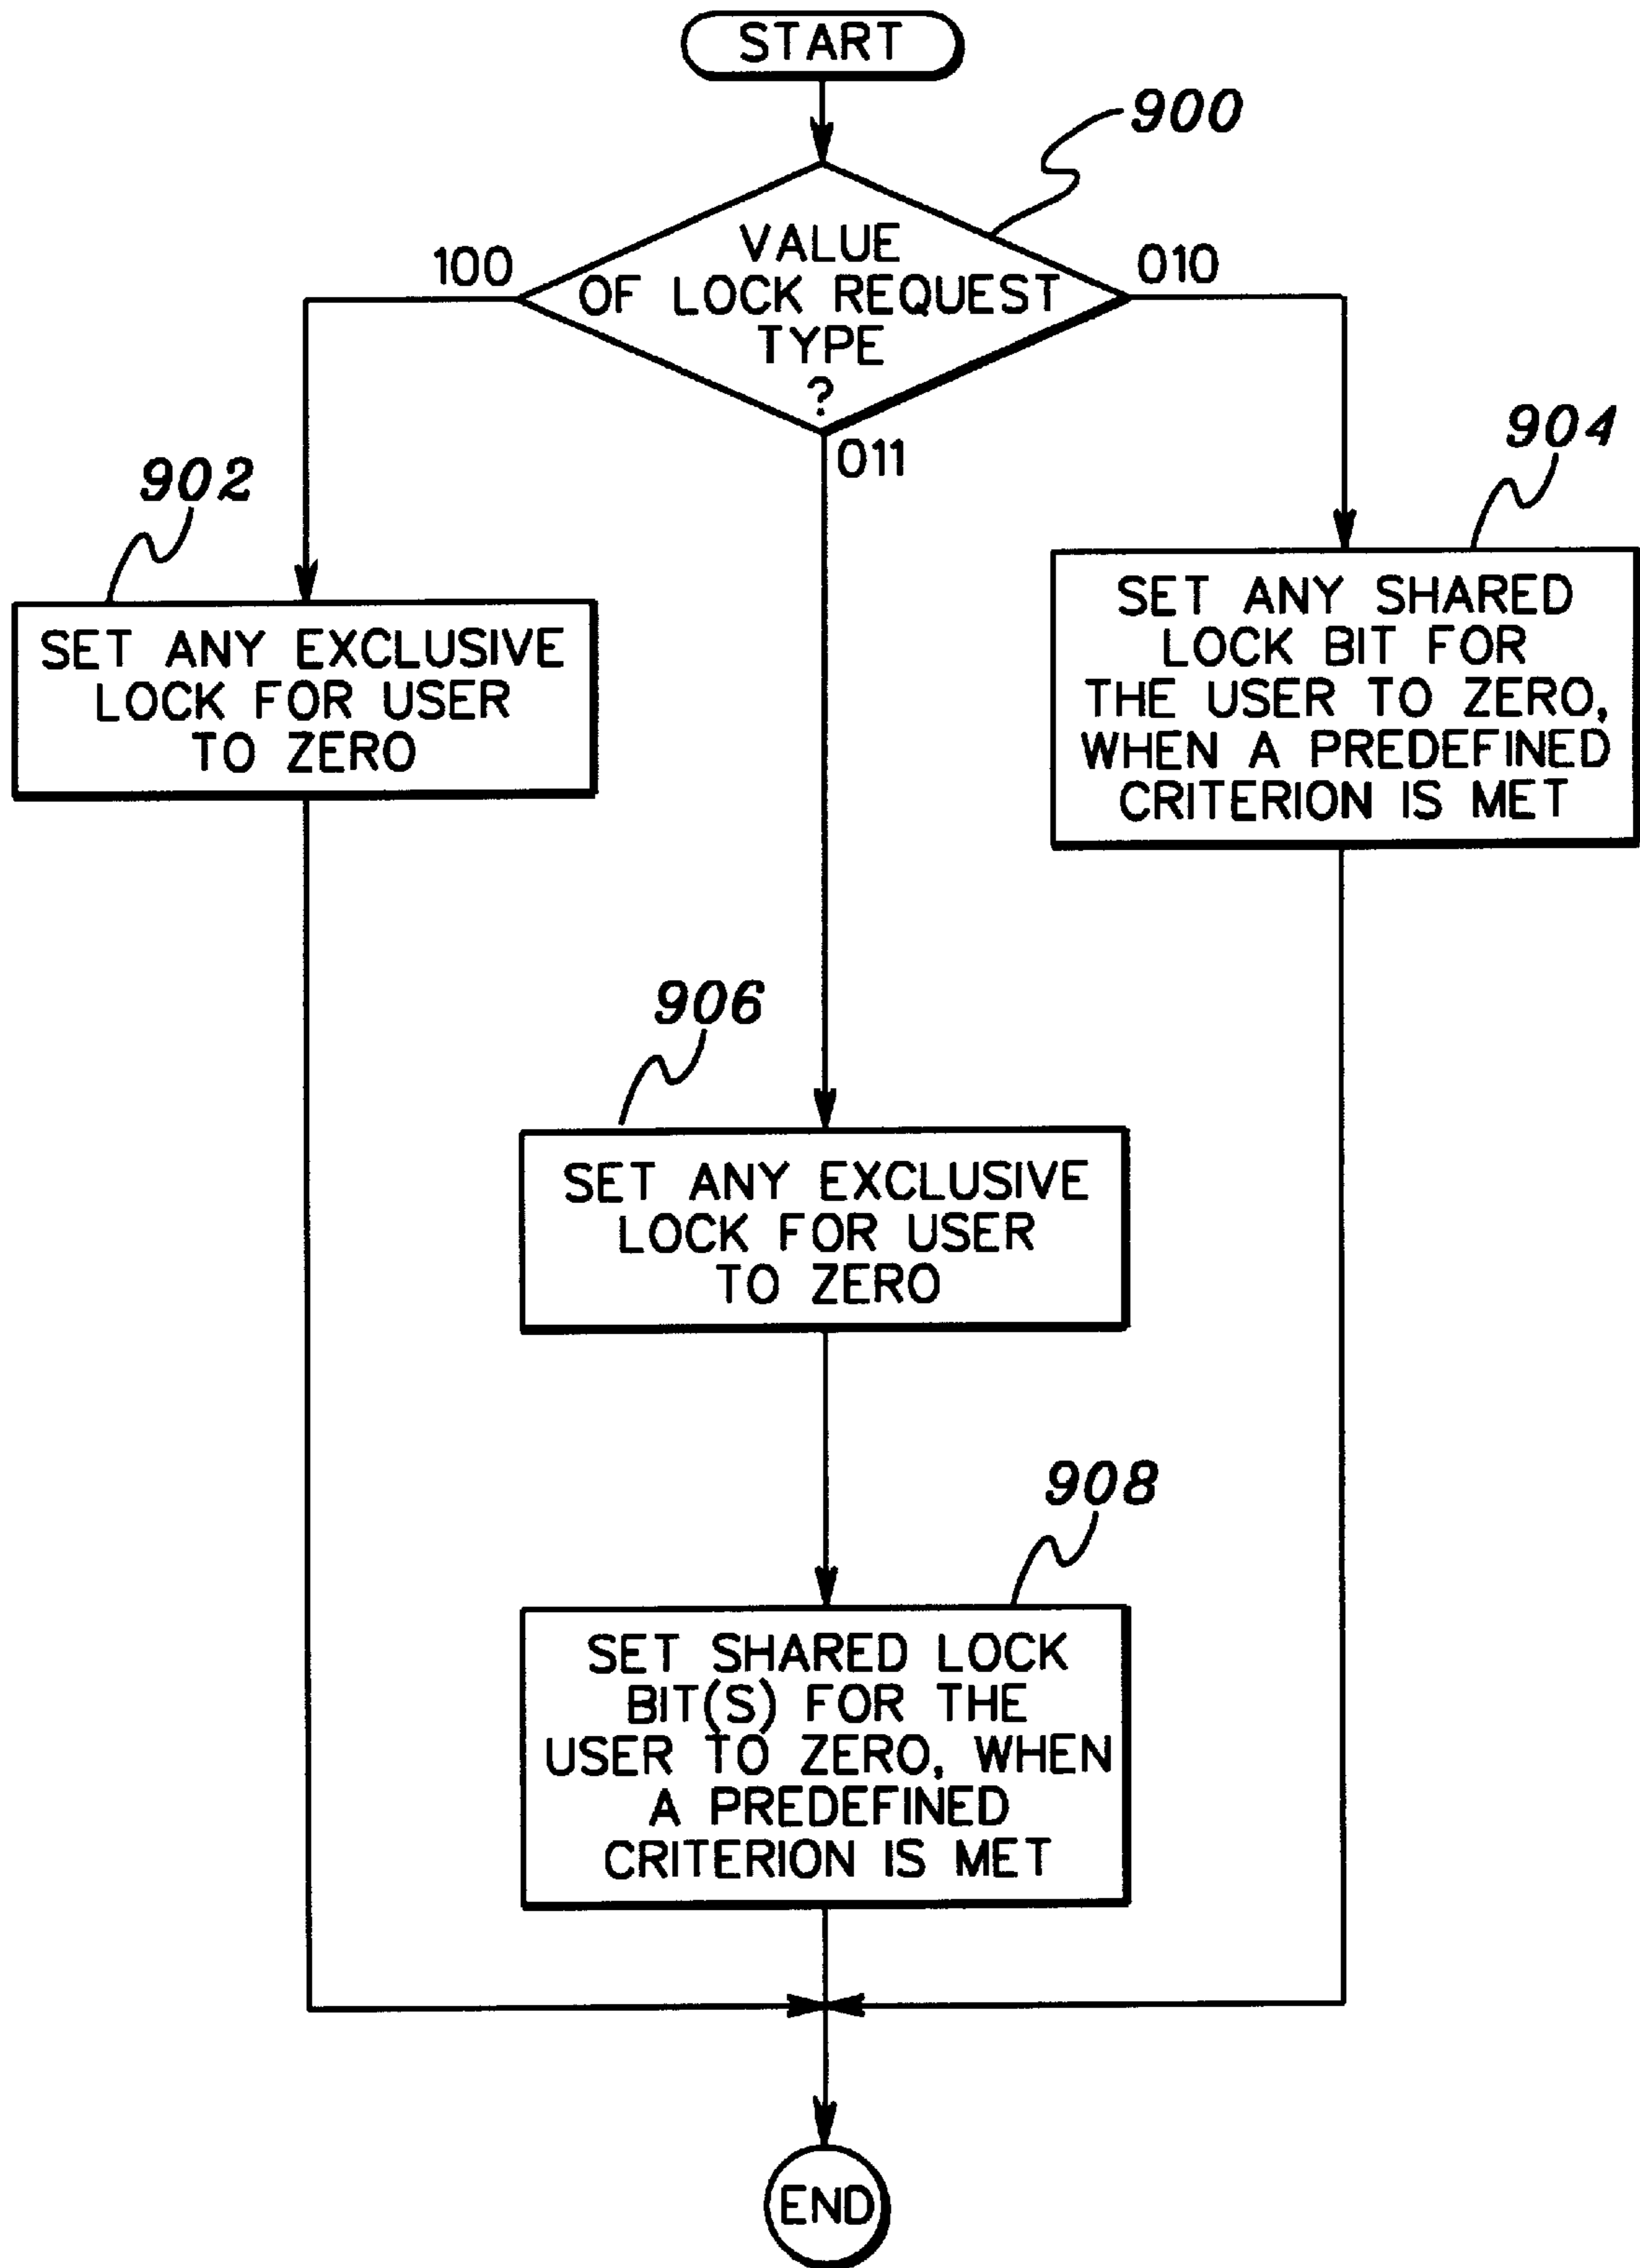 START
900
VALUE
OF LOCK REQUEST
TYPE
?
100
010
011
902
SET ANY EXCLUSIVE
LOCK FOR USER
TO ZERO
904
SET ANY SHARED
LOCK BIT FOR
THE USER TO ZERO,
WHEN A PREDEFINED
CRITERION IS MET
906
SET ANY EXCLUSIVE
LOCK FOR USER
TO ZERO
908
SET SHARED LOCK
BIT(S) FOR THE
USER TO ZERO, WHEN
A PREDEFINED
CRITERION IS MET
END